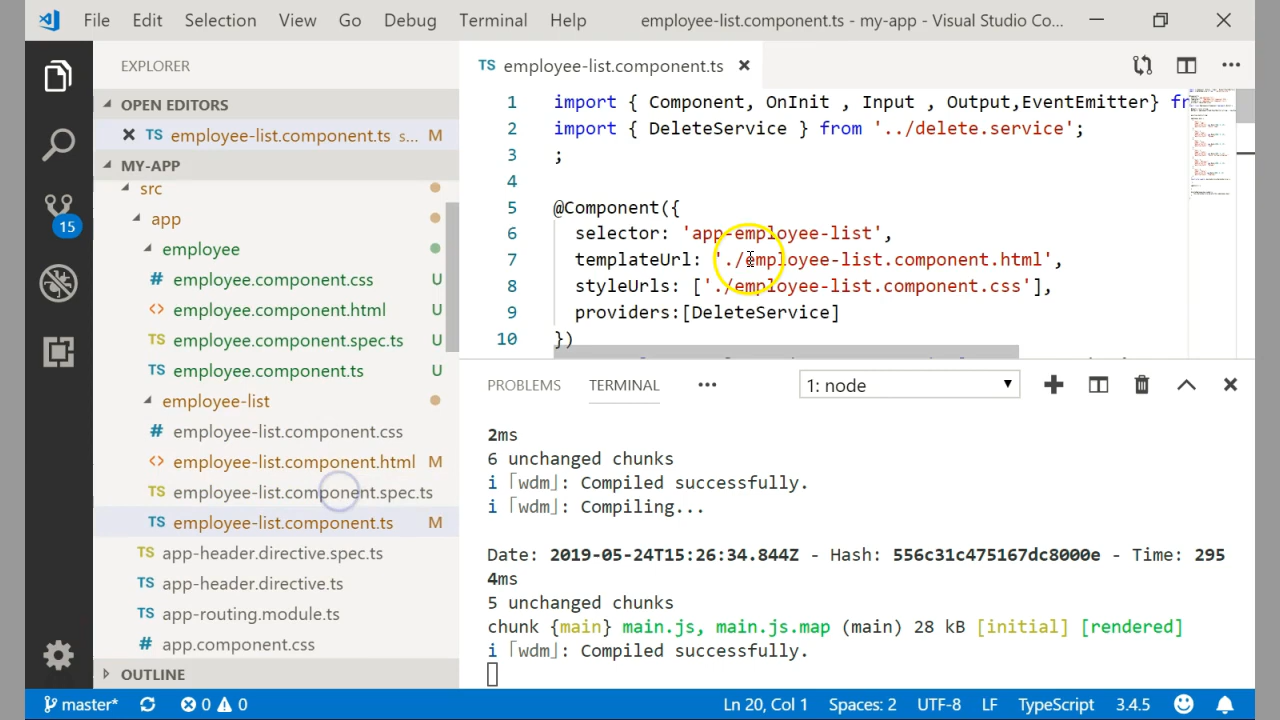 File Edit Selection View Go Debug Terminal Help employee-list.component.ts - my-app - Visual Studio Co...
EXPLORER
OPEN EDITORS
TS employee-list.component.ts s... M
MY-APP
src
app
employee
# employee.component.css U
<> employee.component.html U
TS employee.component.spec.ts U
TS employee.component.ts U
employee-list
# employee-list.component.css
<> employee-list.component.html M
TS employee-list.component.spec.ts
TS employee-list.component.ts M
TS app-header.directive.spec.ts
TS app-header.directive.ts
TS app-routing.module.ts
# app.component.css
OUTLINE
15
TS employee-list.component.ts
1 import { Component, OnInit , Input , Output,EventEmitter} fr
2 import { DeleteService } from '../delete.service';
3 ;
4
5 @Component({
6 selector: 'app-employee-list',
7 templateUrl: './employee-list.component.html',
8 styleUrls: ['./employee-list.component.css'],
9 providers:[DeleteService]
10 })
PROBLEMS TERMINAL ... 1: node
2ms
6 unchanged chunks
i ｢wdm｣: Compiled successfully.
i ｢wdm｣: Compiling...
Date: 2019-05-24T15:26:34.844Z - Hash: 556c31c475167dc8000e - Time: 295
4ms
5 unchanged chunks
chunk {main} main.js, main.js.map (main) 28 kB [initial] [rendered]
i ｢wdm｣: Compiled successfully.
master* 0 0 Ln 20, Col 1 Spaces: 2 UTF-8 LF TypeScript 3.4.5